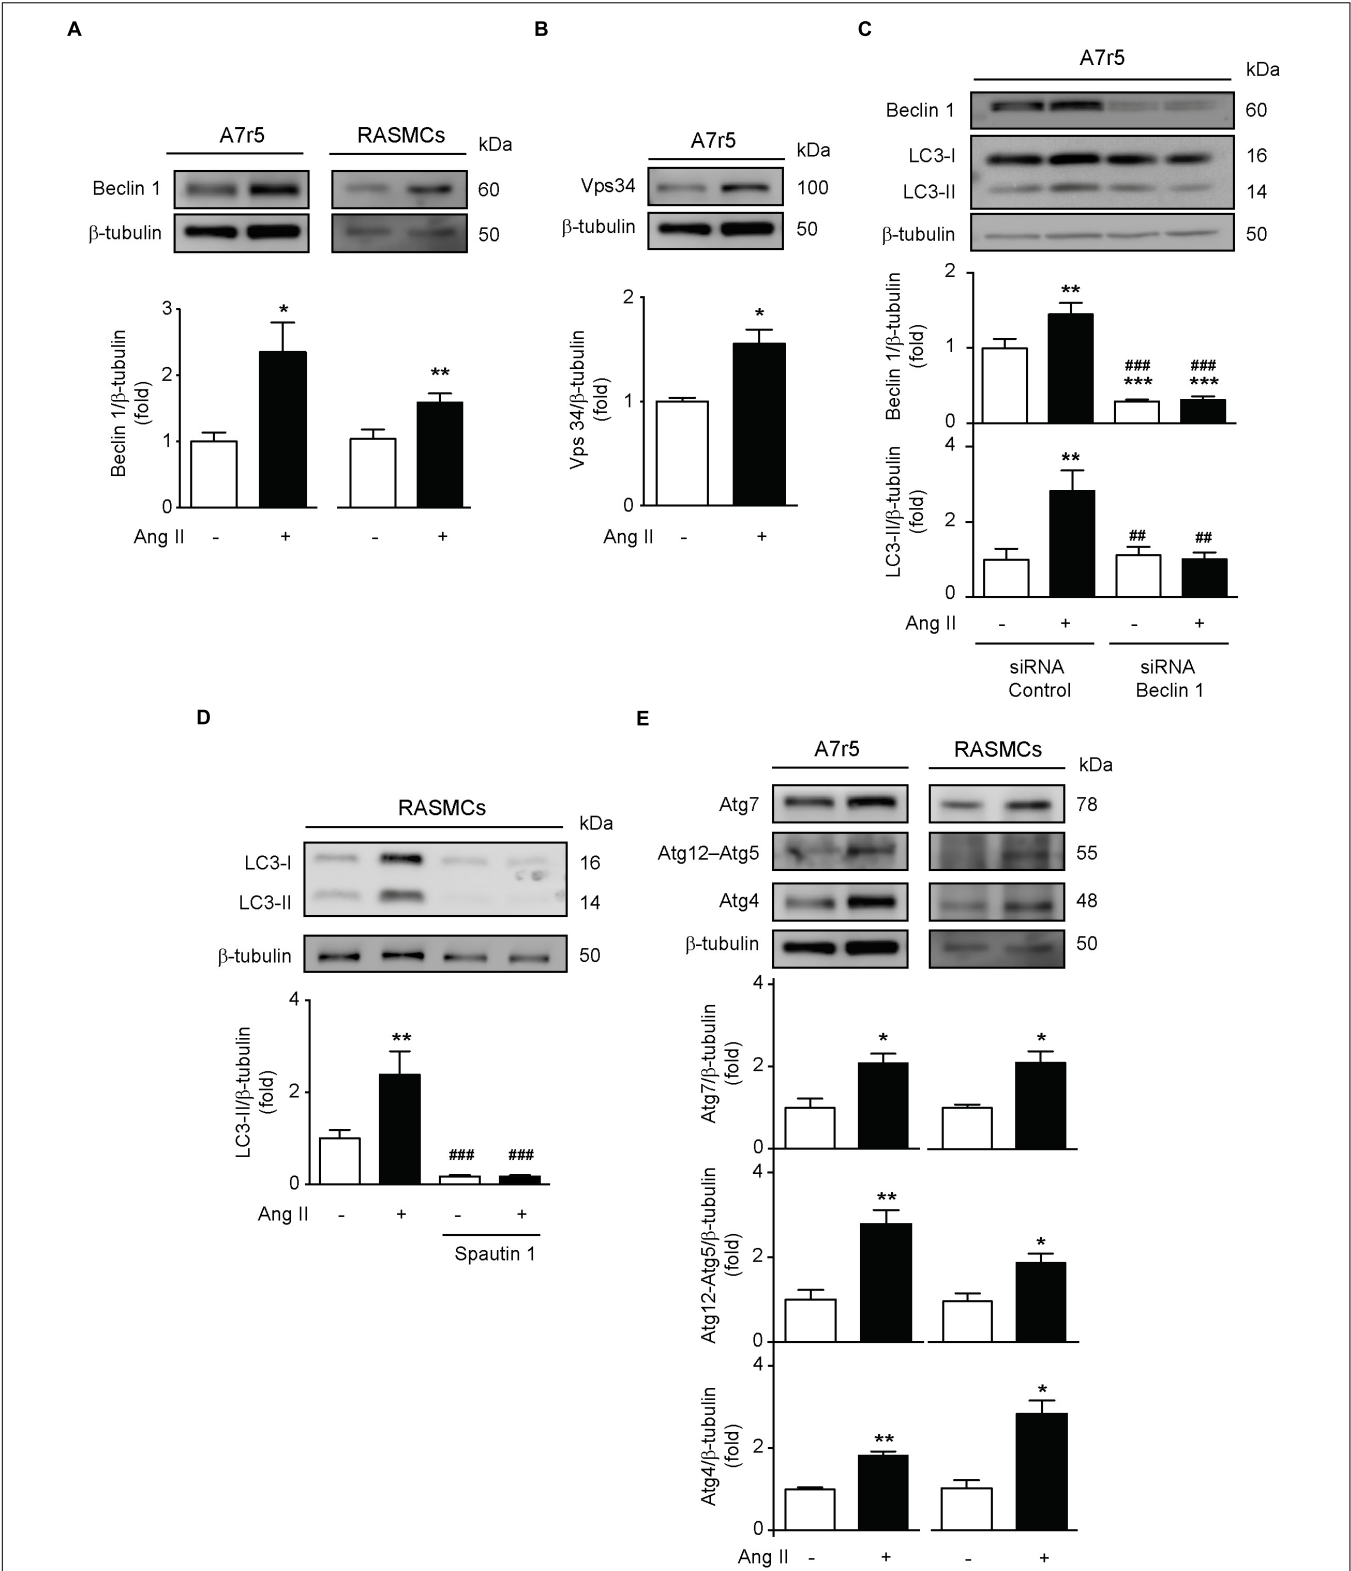 A
A7r5 RASMCs kDa
Beclin 1 60
β-tubulin 50
Beclin 1/β-tubulin
(fold)
3
2
1
0
* **
Ang II - + - +
B
A7r5 kDa
Vps34 100
β-tubulin 50
Vps 34/β-tubulin
(fold)
2
1
0
*
Ang II - +
C
A7r5
kDa
Beclin 1 60
LC3-I 16
LC3-II 14
β-tubulin 50
Beclin 1/β-tubulin
(fold)
2
1
0
**
### ###
*** ***
LC3-II/β-tubulin
(fold)
4
2
0
**
## ##
Ang II - + - +
siRNA siRNA
Control Beclin 1
D
RASMCs
kDa
LC3-I 16
LC3-II 14
β-tubulin 50
LC3-II/β-tubulin
(fold)
4
2
0
**
### ###
Ang II - + - +
Spautin 1
E
A7r5 RASMCs
kDa
Atg7 78
Atg12–Atg5 55
Atg4 48
β-tubulin 50
Atg7/β-tubulin
(fold)
4
2
0
* *
Atg12-Atg5/β-tubulin
(fold)
4
2
0
** *
Atg4/β-tubulin
(fold)
4
2
0
** *
Ang II - + - +